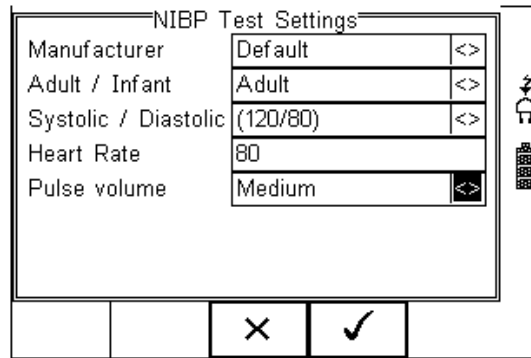 NIBP Test Settings
Manufacturer Default <>
Adult / Infant Adult <>
Systolic / Diastolic (120/80) <>
Heart Rate 80
Pulse volume Medium <>